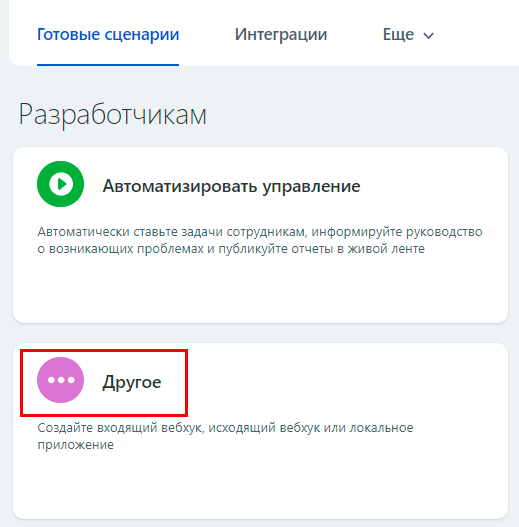 Готовые сценарии Интеграции Еще
Разработчикам
Автоматизировать управление
Автоматически ставьте задачи сотрудникам, информируйте руководство
о возникающих проблемах и публикуйте отчеты в живой ленте
Другое
Создайте входящий вебхук, исходящий вебхук или локальное
приложение